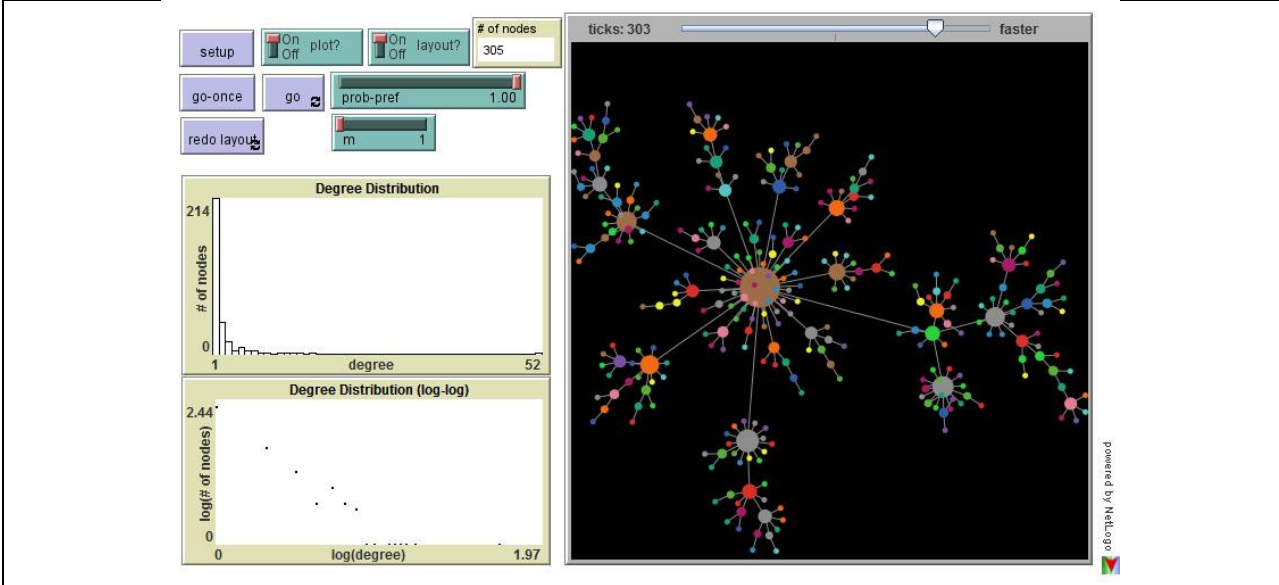 setup
On
Off
plot?
On
Off
layout?
# of nodes
305
go-once
go
prob-pref
1.00
redo layout
m
1
ticks: 303
faster
Degree Distribution
214
# of nodes
0
1
degree
52
Degree Distribution (log-log)
2.44
log(# of nodes)
0
0
log(degree)
1.97
powered by NetLogo